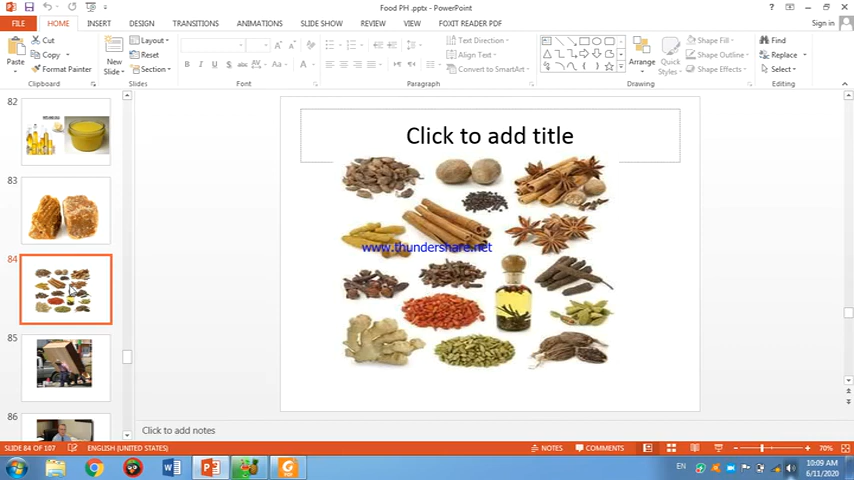 Food PH .pptx - PowerPoint
Sign in
FILE HOME INSERT DESIGN TRANSITIONS ANIMATIONS SLIDE SHOW REVIEW VIEW FOXIT READER PDF
Paste
Cut
Copy
Format Painter
Clipboard
New
Slide
Layout
Reset
Section
Slides
B I U S abc AV Aa A
Font
Text Direction
Align Text
Convert to SmartArt
Paragraph
Arrange
Quick
Styles
Shape Fill
Shape Outline
Shape Effects
Drawing
Find
Replace
Select
Editing
82
83
84
85
86
Click to add title
www.thundershare.net
Click to add notes
SLIDE 84 OF 107 ENGLISH (UNITED STATES) NOTES COMMENTS 70%
EN
10:09 AM
6/11/2020